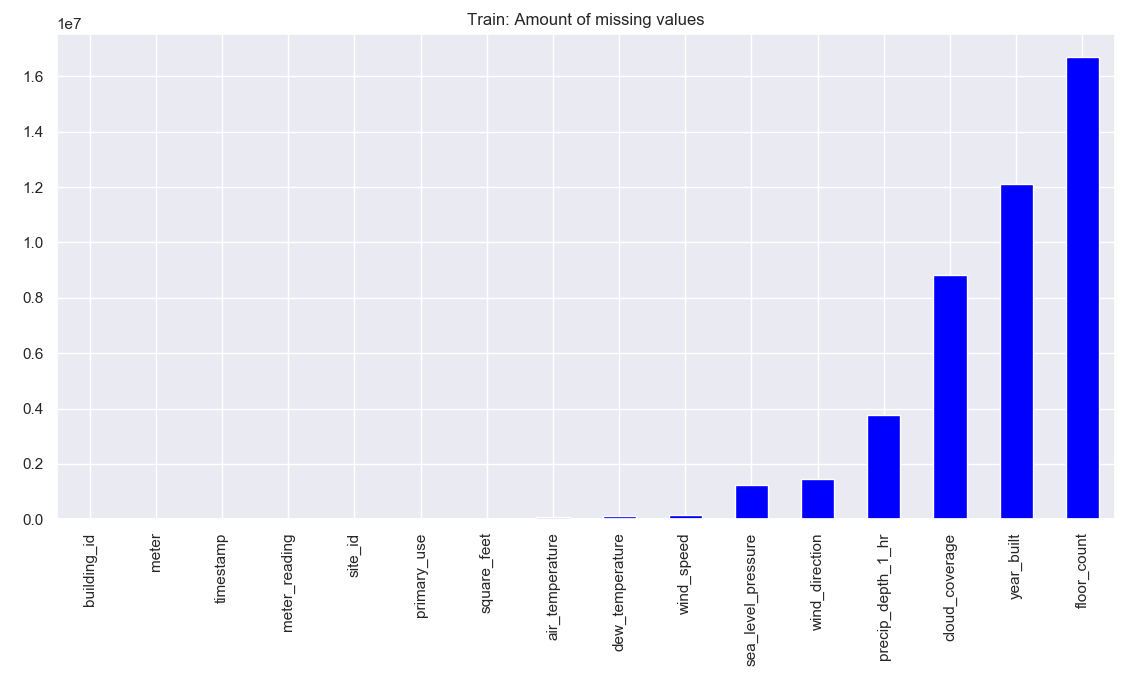 Train: Amount of missing values
1e7
1.6
1.4
1.2
1.0
0.8
0.6
0.4
0.2
0.0
building_id
meter
timestamp
meter_reading
site_id
primary_use
square_feet
air_temperature
dew_temperature
wind_speed
sea_level_pressure
wind_direction
precip_depth_1_hr
cloud_coverage
year_built
floor_count